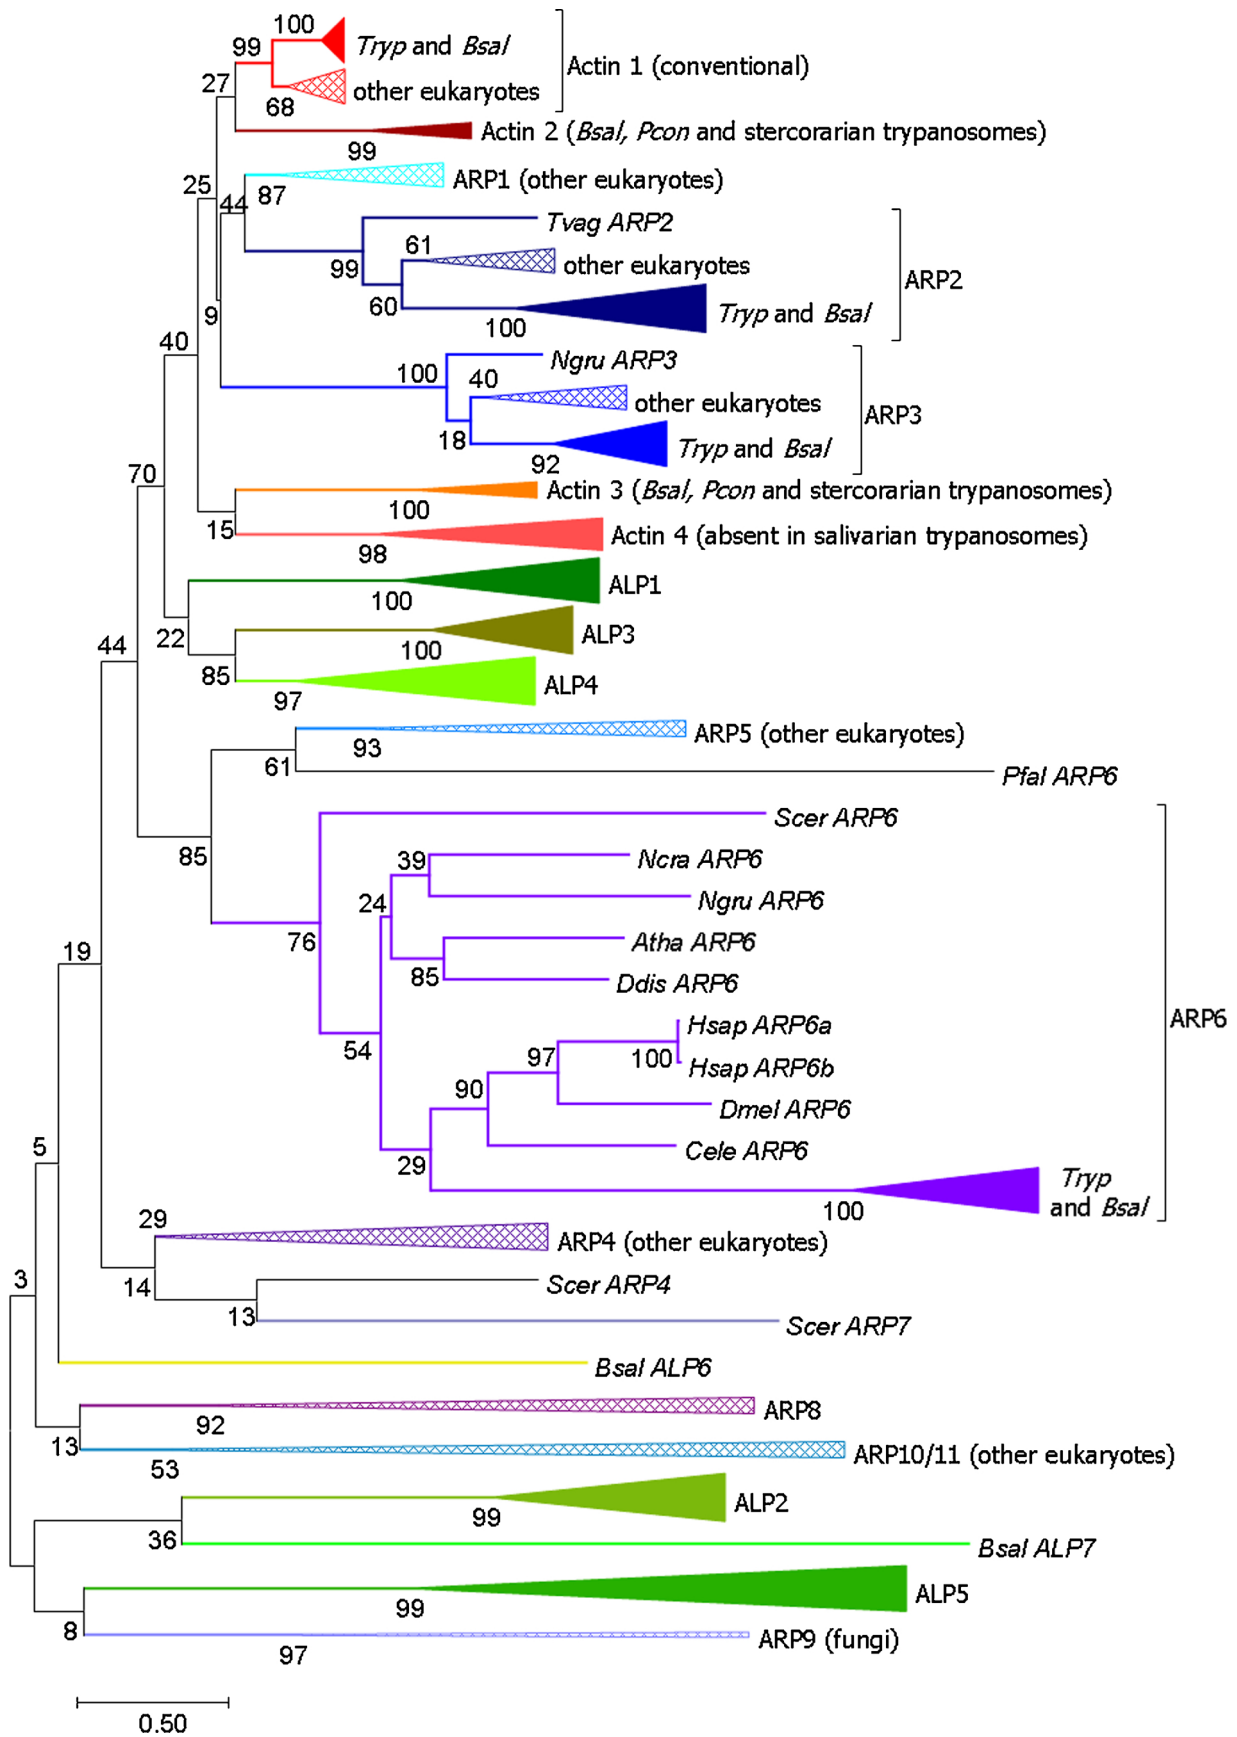 100
99
Tryp and Bsal
Actin 1 (conventional)
27
other eukaryotes
68
Actin 2 (Bsal, Pcon and stercorarian trypanosomes)
99
ARP1 (other eukaryotes)
25
87
44
Tvag ARP2
61
other eukaryotes
99
ARP2
60
Tryp and Bsal
9
100
40
Ngru ARP3
100
40
other eukaryotes
ARP3
18
Tryp and Bsal
92
70
Actin 3 (Bsal, Pcon and stercorarian trypanosomes)
100
15
Actin 4 (absent in salivarian trypanosomes)
98
ALP1
100
22
ALP3
44
100
85
ALP4
97
ARP5 (other eukaryotes)
93
61
Pfal ARP6
Scer ARP6
85
39
Ncra ARP6
24
Ngru ARP6
76
Atha ARP6
19
85
Ddis ARP6
ARP6
Hsap ARP6a
54
97
100
Hsap ARP6b
90
Dmel ARP6
5
Cele ARP6
29
Tryp
and Bsal
100
29
ARP4 (other eukaryotes)
3
14
Scer ARP4
13
Scer ARP7
Bsal ALP6
ARP8
92
13
ARP10/11 (other eukaryotes)
53
ALP2
99
36
Bsal ALP7
ALP5
99
8
ARP9 (fungi)
97
0.50